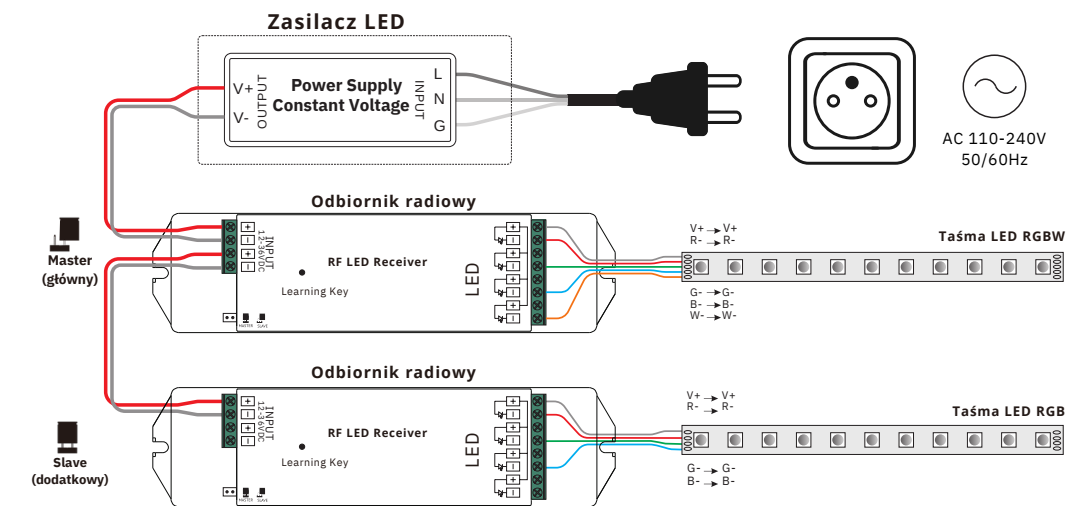 Zasilacz LED
V+
V-
OUTPUT
Power Supply
Constant Voltage
INPUT
L
N
G
AC 110-240V
50/60Hz
Odbiornik radiowy
Master
(główny)
+
−
+
−
INPUT
12-36VDC
RF LED Receiver
Learning Key
MASTER SLAVE
LED
+
−
+
−
+
−
+
−
V+ → V+
R- → R-
G- → G-
B- → B-
W- → W-
Taśma LED RGBW
Odbiornik radiowy
Slave
(dodatkowy)
+
−
+
−
INPUT
12-36VDC
RF LED Receiver
Learning Key
MASTER SLAVE
LED
+
−
+
−
+
−
+
−
V+ → V+
R- → R-
G- → G-
B- → B-
Taśma LED RGB